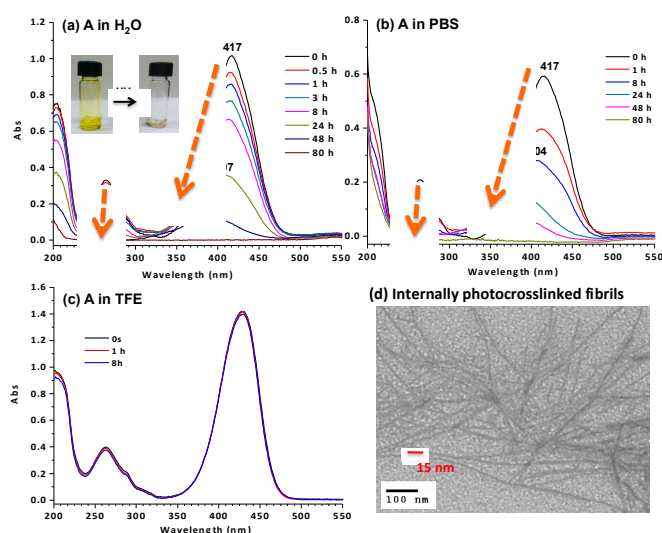 (a) A in H₂O
417
0 h
0.5 h
1 h
3 h
8 h
24 h
48 h
80 h
Abs
1.0
0.8
0.6
0.4
0.2
0.0
200
250
300
350
400
450
500
550
Wavelength (nm)
(b) A in PBS
417
04
0 h
1 h
8 h
24 h
48 h
80 h
Abs
0.8
0.6
0.4
0.2
0.0
200
250
300
350
400
450
500
550
Wavelength (nm)
(c) A in TFE
0s
1 h
8h
Abs
1.6
1.4
1.2
1.0
0.8
0.6
0.4
0.2
0.0
200
250
300
350
400
450
500
550
Wavelength (nm)
(d) Internally photocrosslinked fibrils
15 nm
100 nm